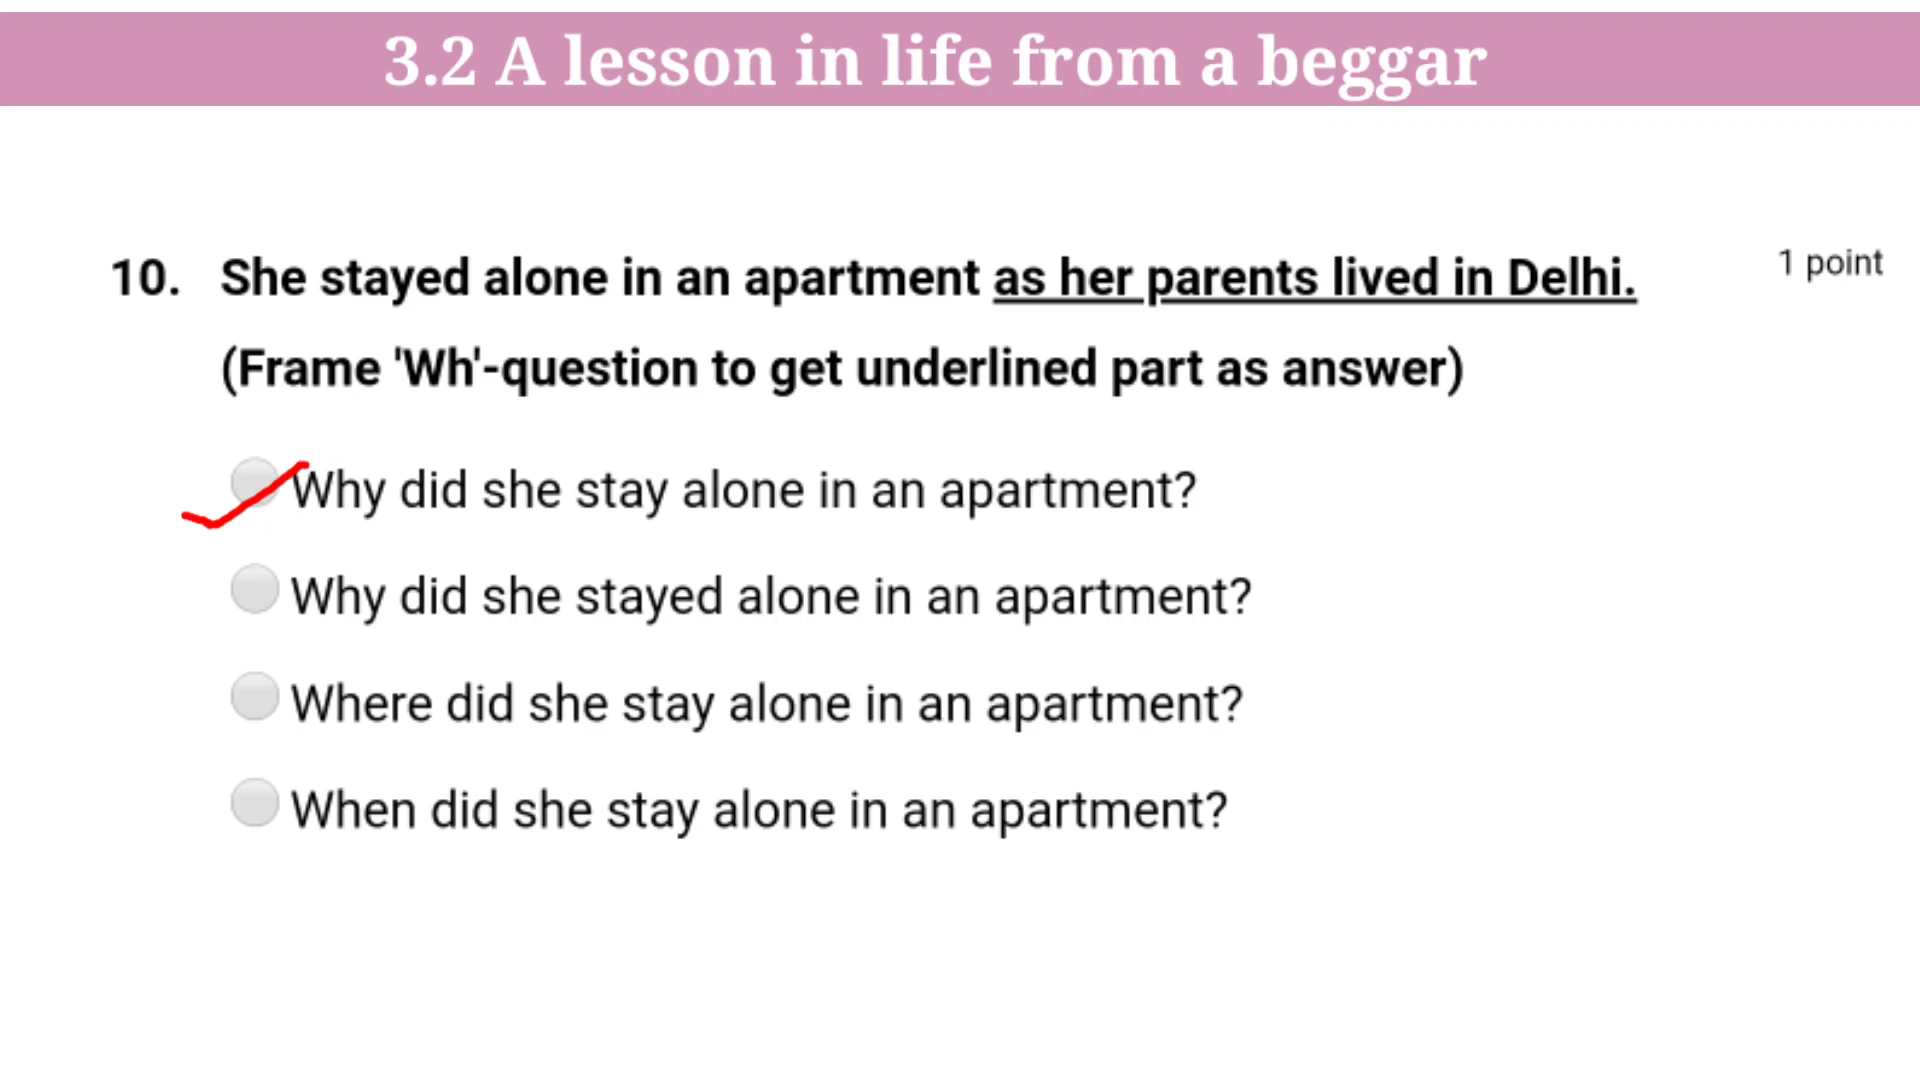 3.2 A lesson in life from a beggar
10. She stayed alone in an apartment as her parents lived in Delhi. 1 point
(Frame 'Wh'-question to get underlined part as answer)
Why did she stay alone in an apartment?
Why did she stayed alone in an apartment?
Where did she stay alone in an apartment?
When did she stay alone in an apartment?